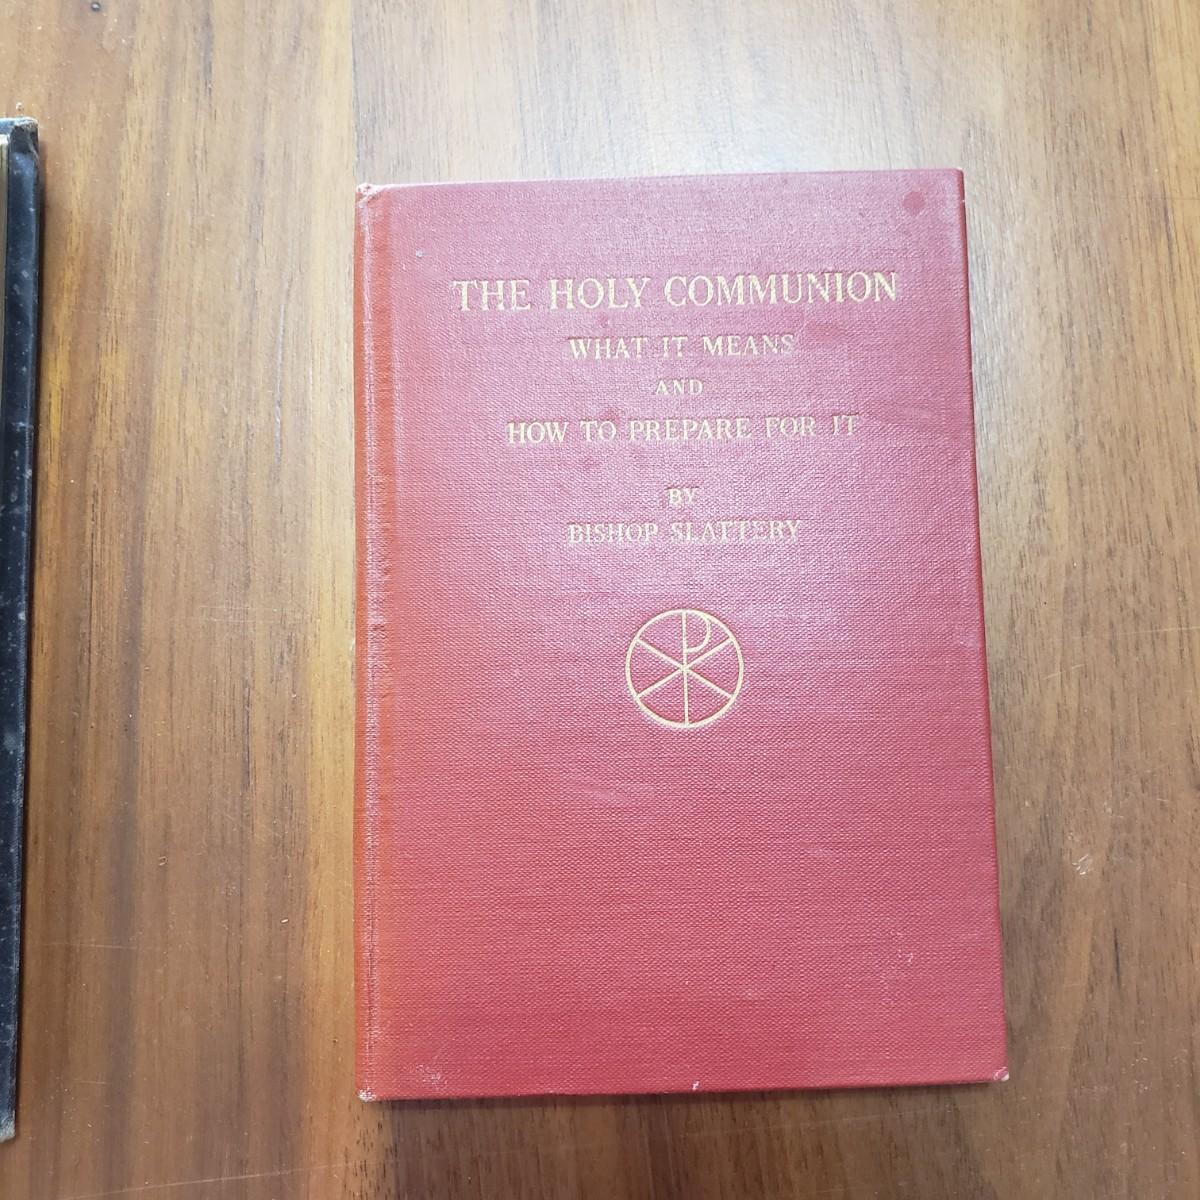 THE HOLY COMMUNION
WHAT IT MEANS
AND
HOW TO PREPARE FOR IT
BY
BISHOP SLATTERY